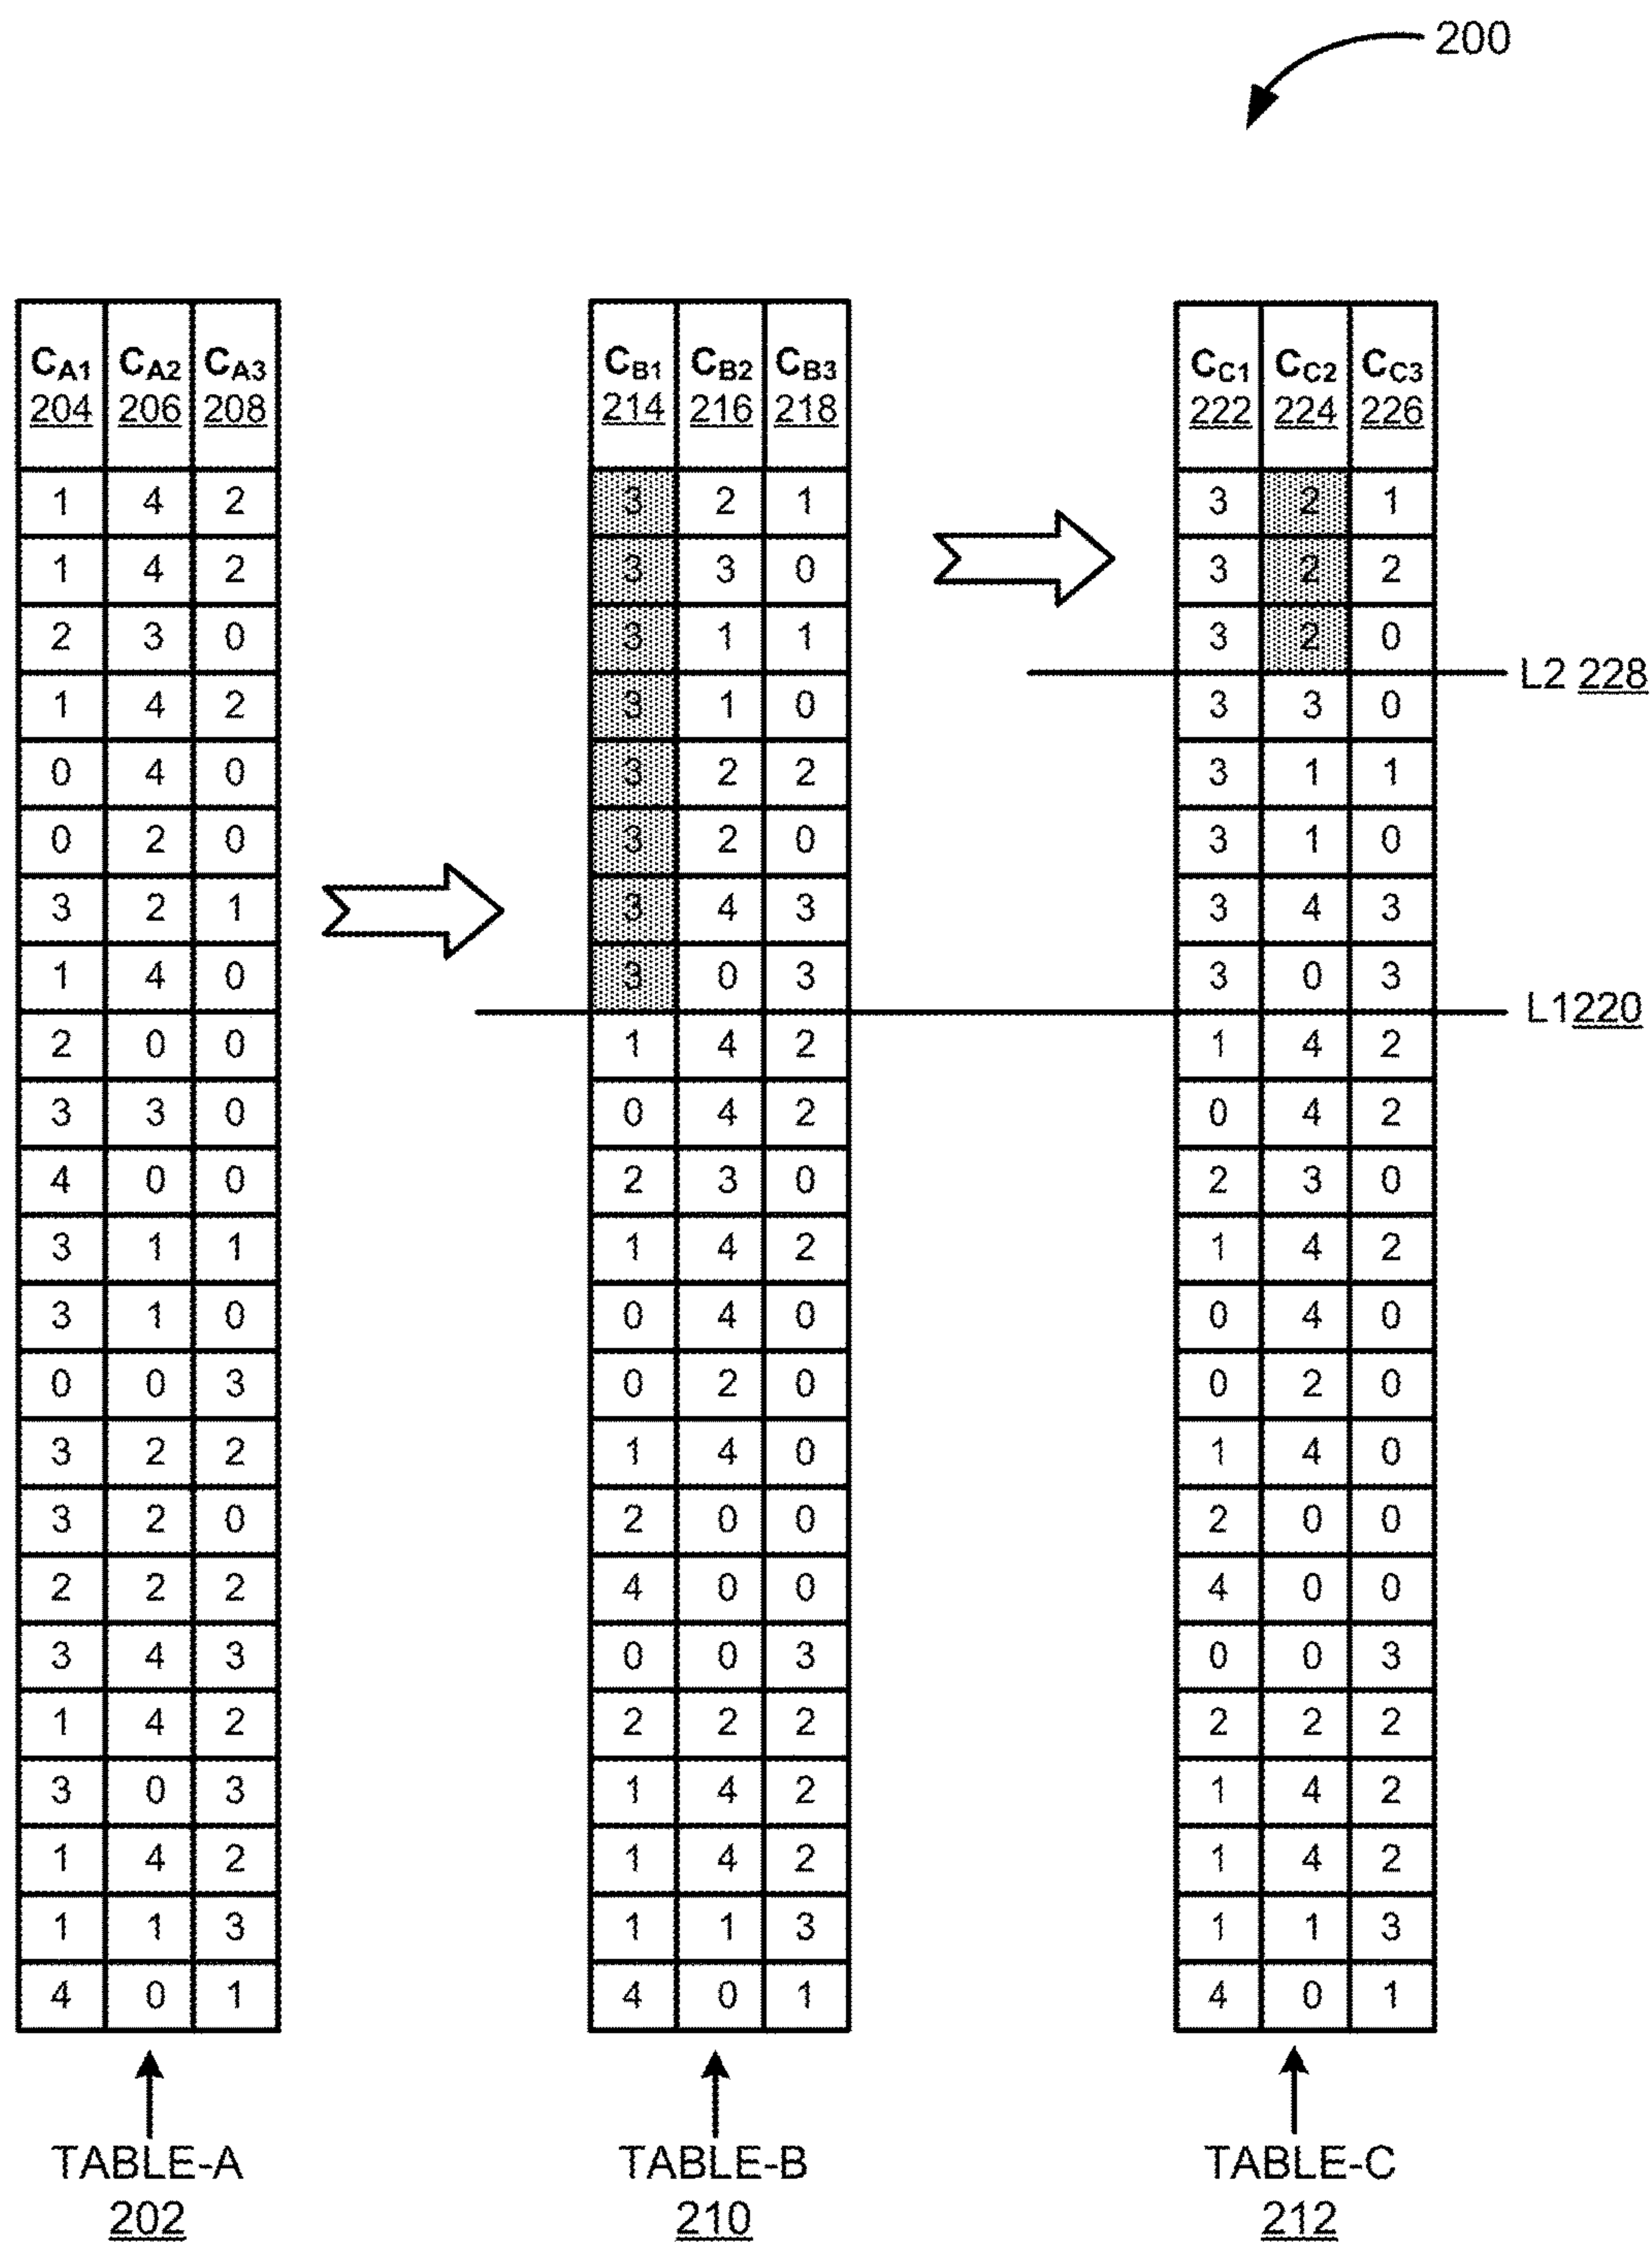 200
CA1 CA2 CA3 CB1 CB2 CB3 CC1 CC2 CC3
204 206 208 214 216 218 222 224 226
1 4 2 3 2 1 3 2 1
1 4 2 3 3 0 3 2 2
2 3 0 3 1 1 3 2 0
L2 228
1 4 2 3 1 0 3 3 0
0 4 0 3 2 2 3 1 1
0 2 0 3 2 0 3 1 0
3 2 1 3 4 3 3 4 3
1 4 0 3 0 3 3 0 3
L1220
2 0 0 1 4 2 1 4 2
3 3 0 0 4 2 0 4 2
4 0 0 2 3 0 2 3 0
3 1 1 1 4 2 1 4 2
3 1 0 0 4 0 0 4 0
0 0 3 0 2 0 0 2 0
3 2 2 1 4 0 1 4 0
3 2 0 2 0 0 2 0 0
2 2 2 4 0 0 4 0 0
3 4 3 0 0 3 0 0 3
1 4 2 2 2 2 2 2 2
3 0 3 1 4 2 1 4 2
1 4 2 1 4 2 1 4 2
1 1 3 1 1 3 1 1 3
4 0 1 4 0 1 4 0 1
TABLE-A TABLE-B TABLE-C
202 210 212